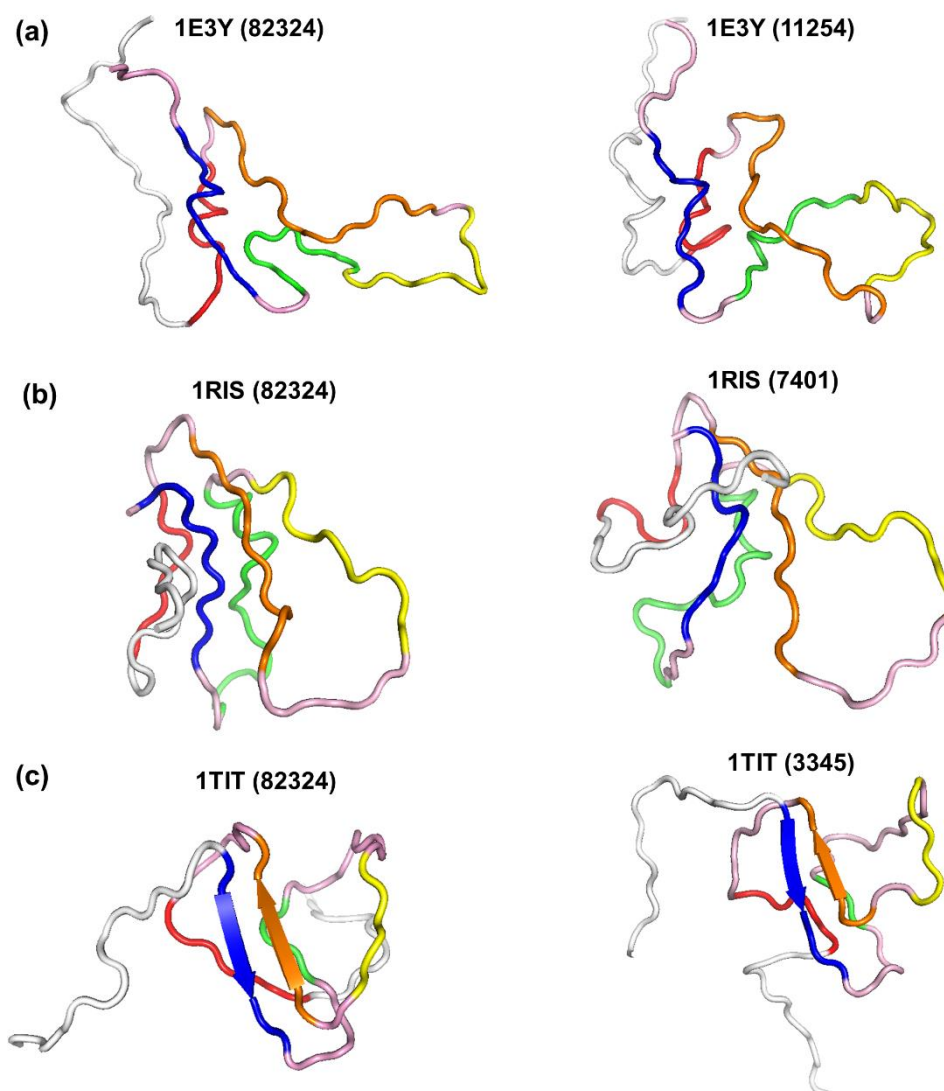 (a)
1E3Y (82324)
1E3Y (11254)
(b)
1RIS (82324)
1RIS (7401)
(c)
1TIT (82324)
1TIT (3345)